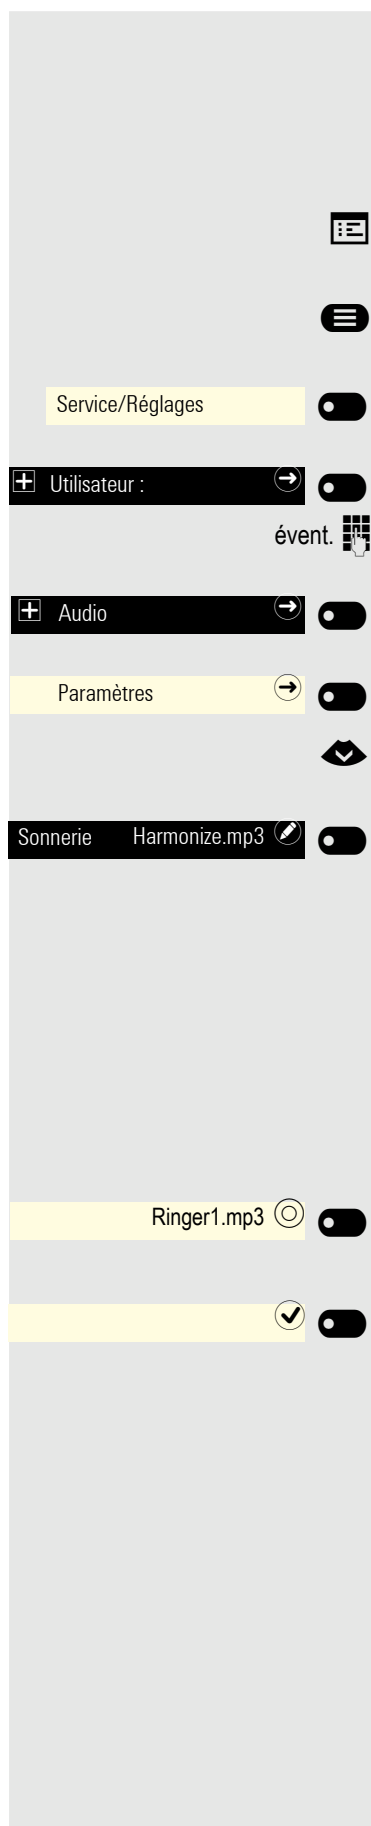 Service/Réglages
Utilisateur :
évent.
Audio
Paramètres
Sonnerie Harmonize.mp3
Ringer1.mp3